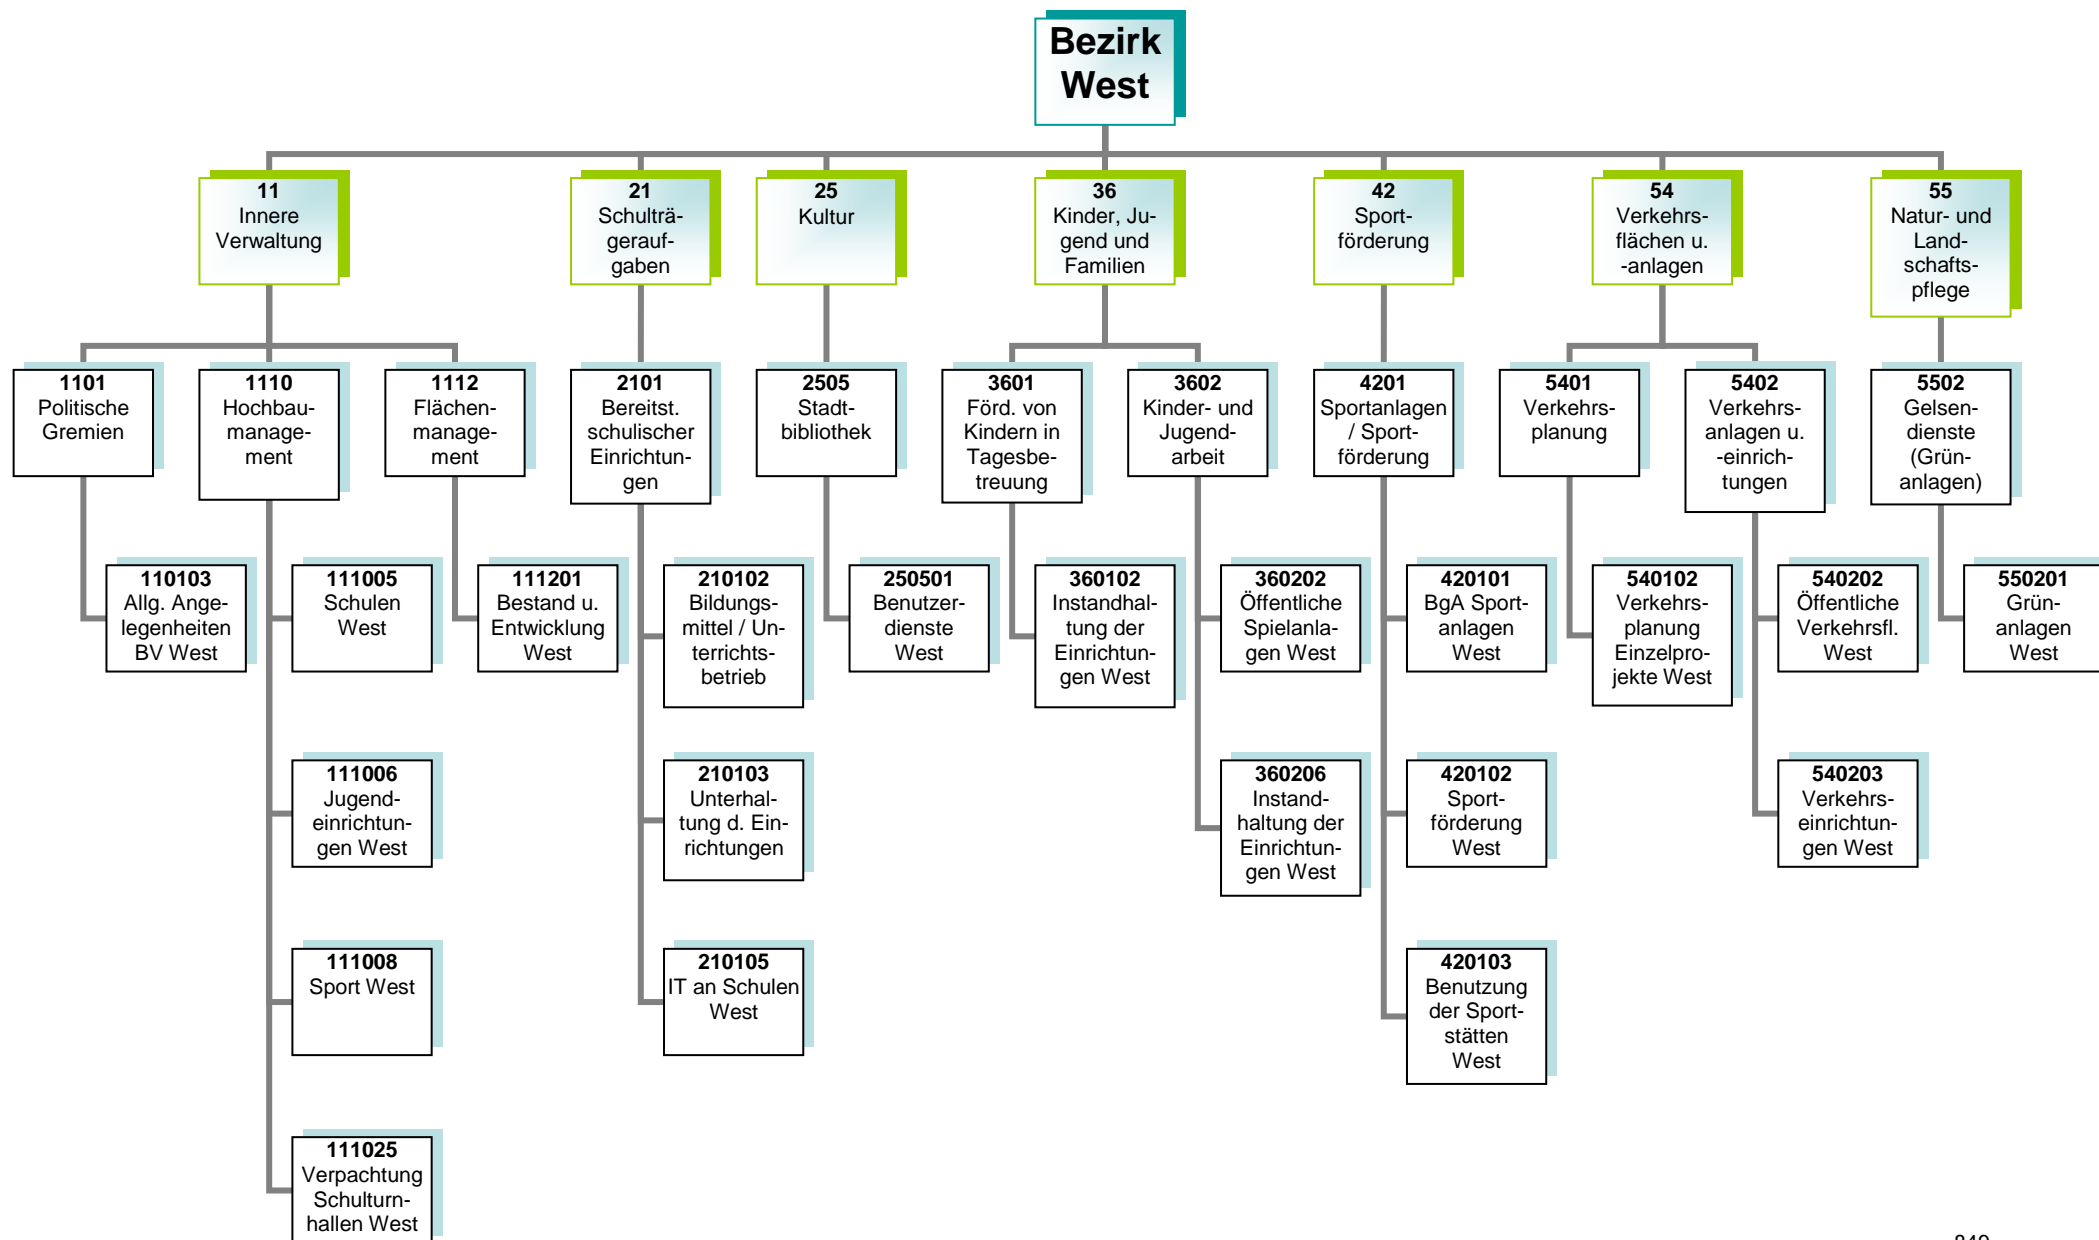 Bezirk
West
11
Innere
Verwaltung
21
Schulträ-
gerauf-
gaben
25
Kultur
36
Kinder, Ju-
gend und
Familien
42
Sport-
förderung
54
Verkehrs-
flächen u.
-anlagen
55
Natur- und
Land-
schafts-
pflege
1101
Politische
Gremien
1110
Hochbau-
manage-
ment
1112
Flächen-
manage-
ment
2101
Bereitst.
schulischer
Einrichtun-
gen
2505
Stadt-
bibliothek
3601
Förd. von
Kindern in
Tagesbe-
treuung
3602
Kinder- und
Jugend-
arbeit
4201
Sportanlagen
/ Sport-
förderung
5401
Verkehrs-
planung
5402
Verkehrs-
anlagen u.
-einrich-
tungen
5502
Gelsen-
dienste
(Grün-
anlagen)
110103
Allg. Ange-
legenheiten
BV West
111005
Schulen
West
111201
Bestand u.
Entwicklung
West
210102
Bildungs-
mittel / Un-
terrichts-
betrieb
250501
Benutzer-
dienste
West
360102
Instandhal-
tung der
Einrichtun-
gen West
360202
Öffentliche
Spielanla-
gen West
420101
BgA Sport-
anlagen
West
540102
Verkehrs-
planung
Einzelpro-
jekte West
540202
Öffentliche
Verkehrsfl.
West
550201
Grün-
anlagen
West
111006
Jugend-
einrichtun-
gen West
210103
Unterhal-
tung d. Ein-
richtungen
360206
Instand-
haltung der
Einrichtun-
gen West
420102
Sport-
förderung
West
540203
Verkehrs-
einrichtun-
gen West
111008
Sport West
210105
IT an Schulen
West
420103
Benutzung
der Sport-
stätten
West
111025
Verpachtung
Schulturn-
hallen West